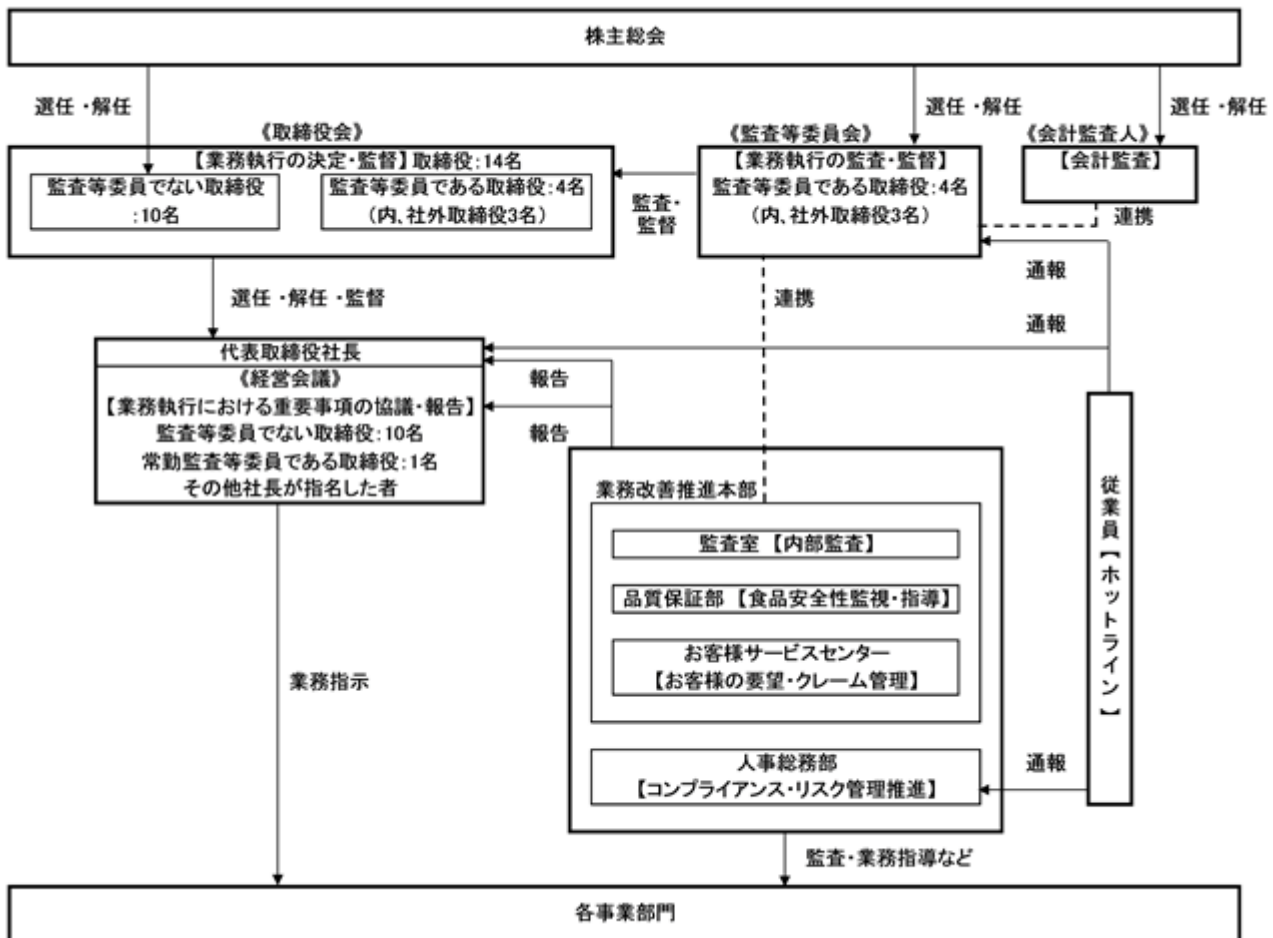 株主総会
選任・解任
選任・解任
選任・解任
《取締役会》
《監査等委員会》
《会計監査人》
【業務執行の決定・監督】取締役：14名
監査等委員でない取締役
：10名
監査等委員である取締役：4名
（内、社外取締役3名）
監査・
監督
【業務執行の監査・監督】
監査等委員である取締役：4名
（内、社外取締役3名）
【会計監査】
連携
通報
選任・解任・監督
連携
通報
代表取締役社長
《経営会議》
【業務執行における重要事項の協議・報告】
監査等委員でない取締役：10名
常勤監査等委員である取締役：1名
その他社長が指名した者
報告
報告
業務改善推進本部
監査室 【内部監査】
品質保証部 【食品安全性監視・指導】
お客様サービスセンター
【お客様の要望・クレーム管理】
人事総務部
【コンプライアンス・リスク管理推進】
従業員【ホットライン】
通報
業務指示
監査・業務指導など
各事業部門